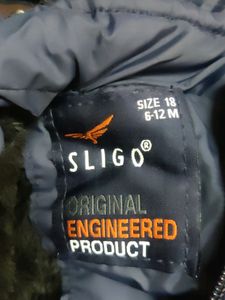 SIZE 18
6-12 M
SLIGO®
ORIGINAL
ENGINEERED
PRODUCT